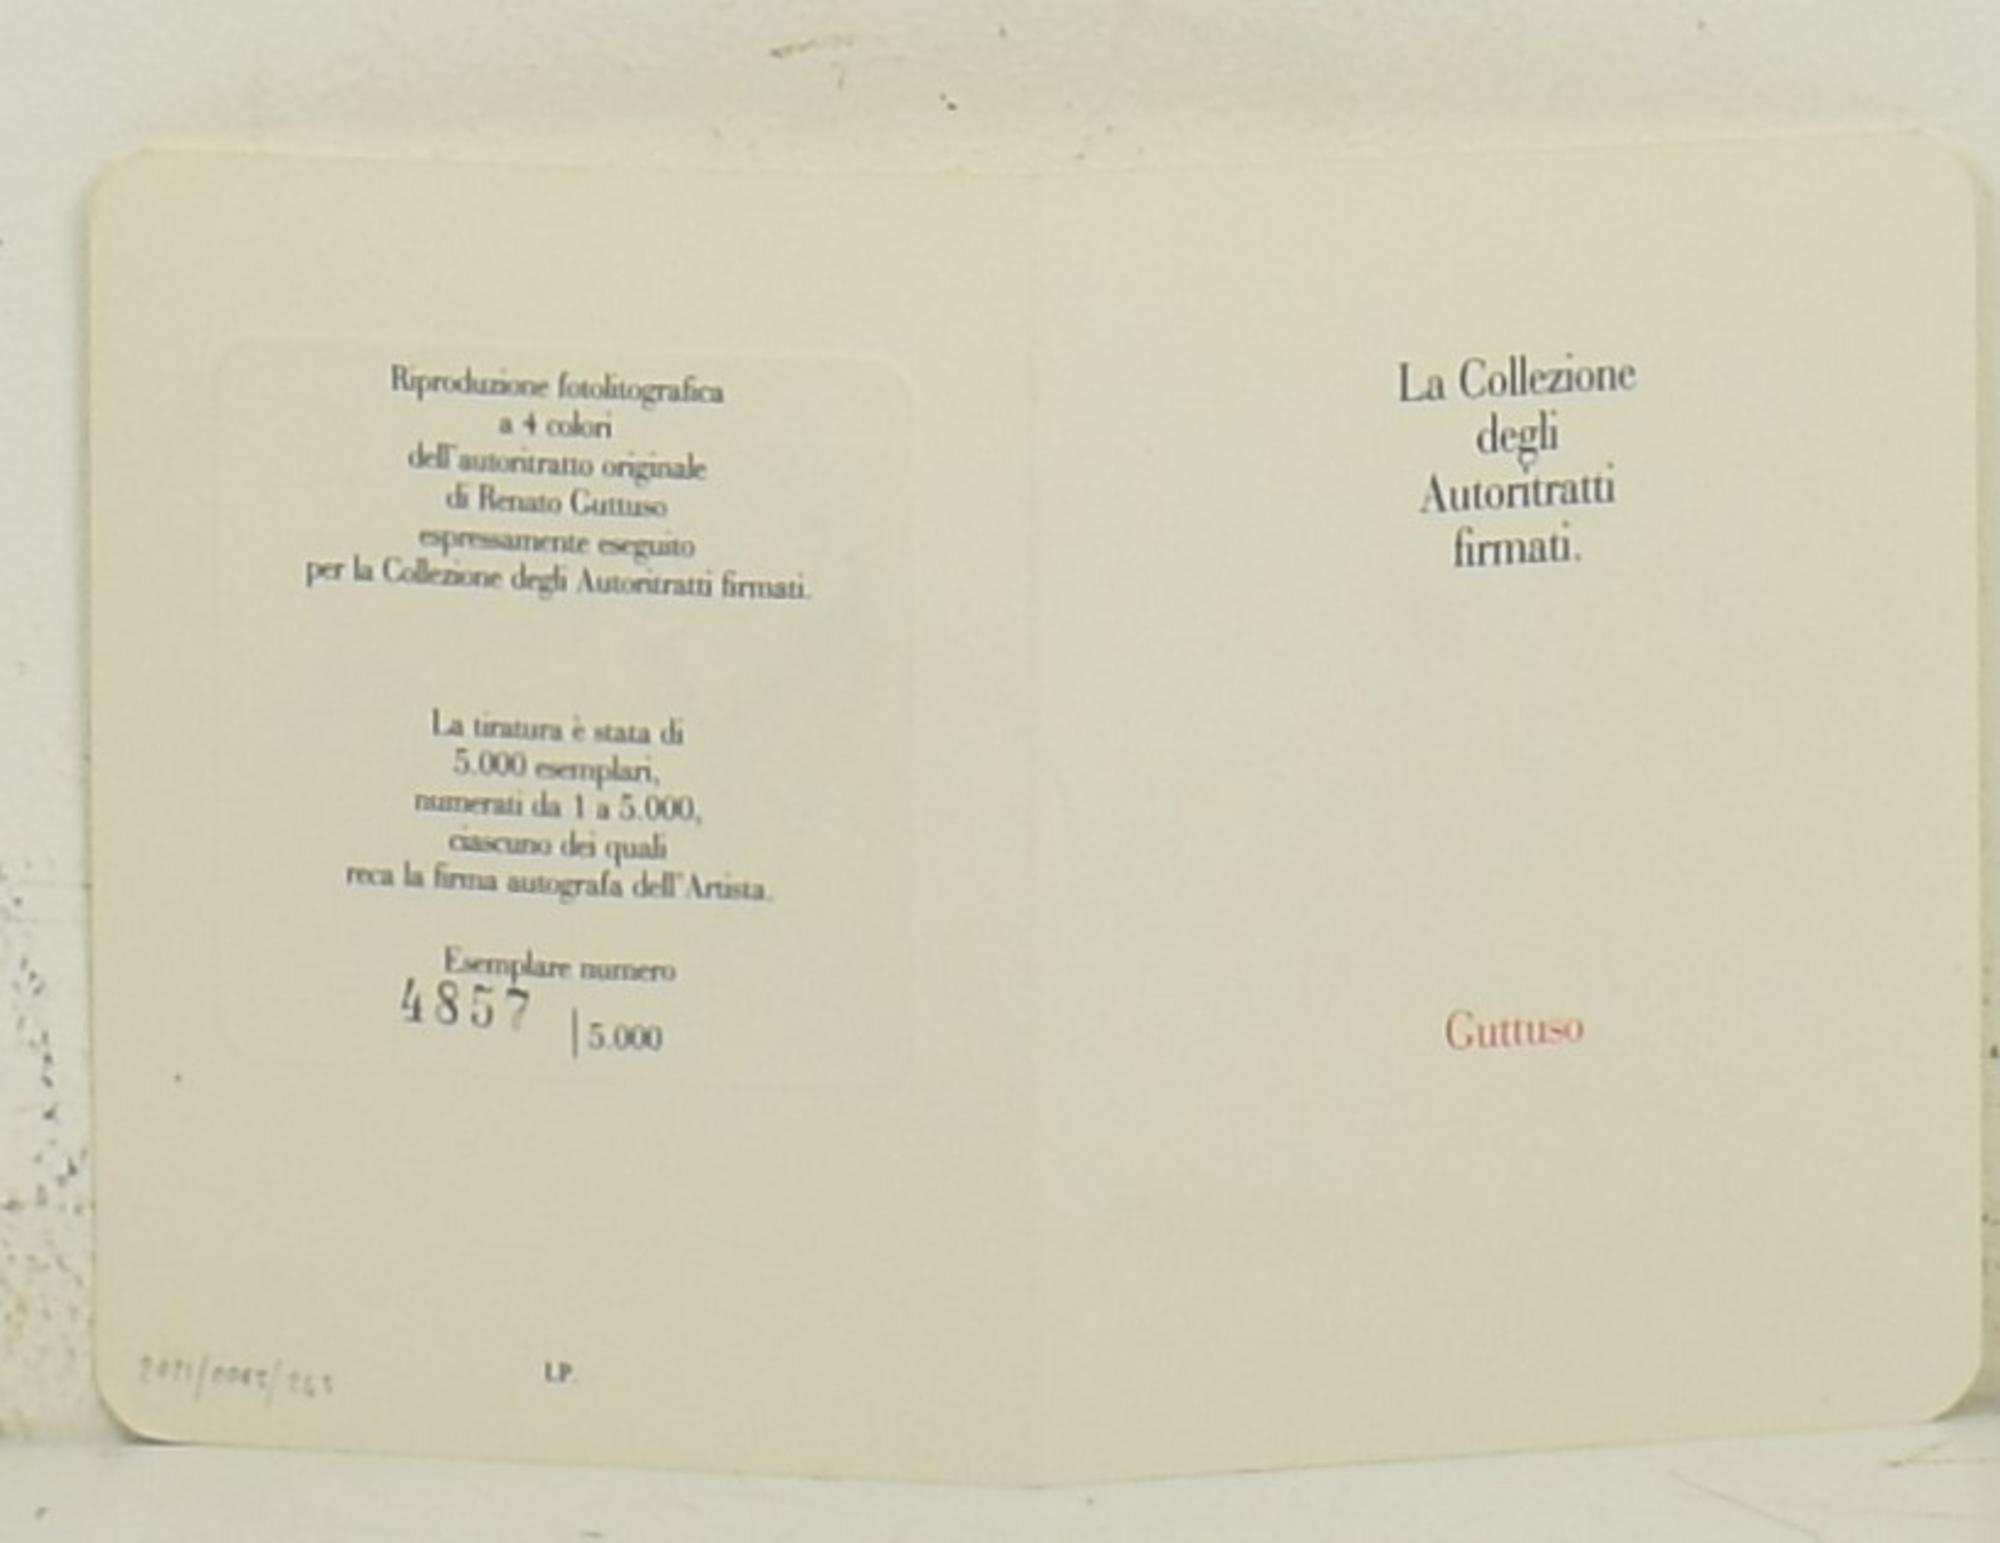 Riproduzione fotolitografica
a 4 colori
dell'autoritratto originale
di Renato Guttuso
espressamente eseguito
per la Collezione degli Autoritratti firmati.
La tiratura è stata di
5.000 esemplari,
numerati da 1 a 5.000,
ciascuno dei quali
reca la firma autografa dell'Artista.
Esemplare numero
4857 | 5.000
I.P.
La Collezione
degli
Autoritratti
firmati.
Guttuso